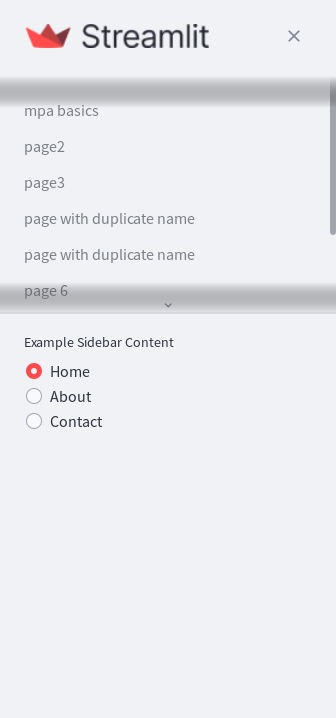 Streamlit
mpa basics
page2
page3
page with duplicate name
page with duplicate name
page 6
Example Sidebar Content
Home
About
Contact